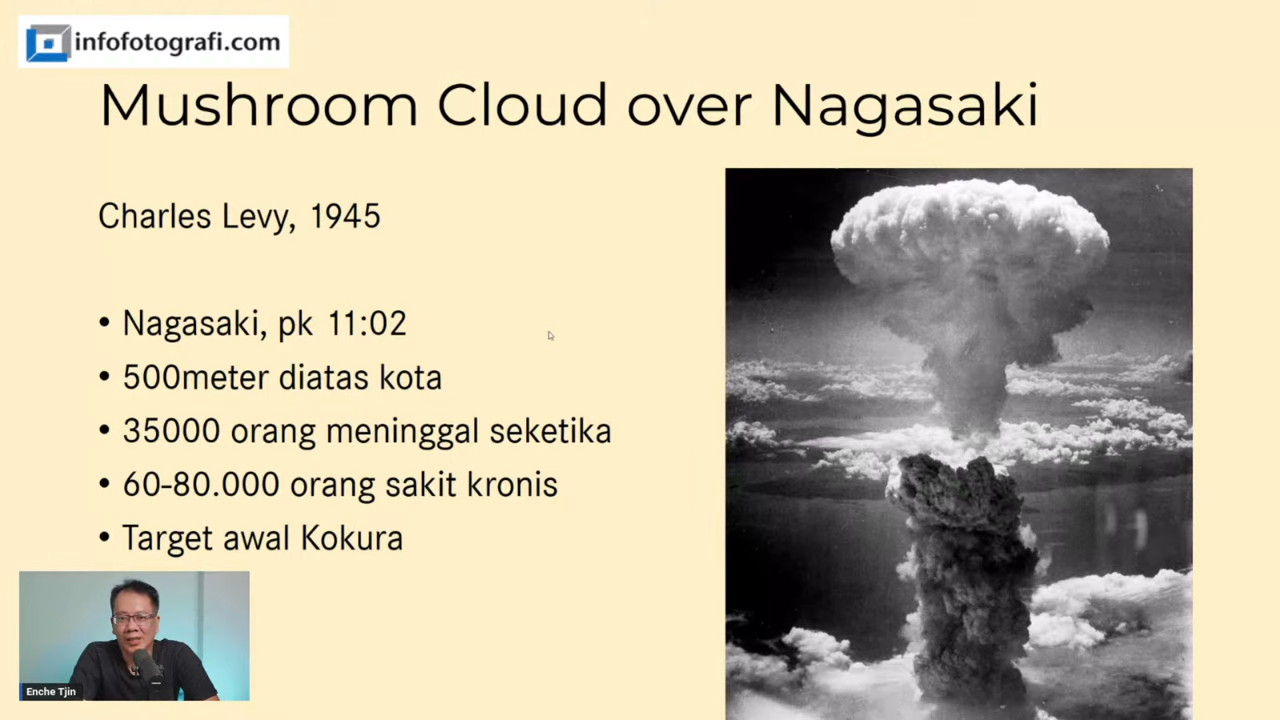 infofotografi.com
Mushroom Cloud over Nagasaki
Charles Levy, 1945
• Nagasaki, pk 11:02
• 500meter diatas kota
• 35000 orang meninggal seketika
• 60-80.000 orang sakit kronis
• Target awal Kokura
Enche Tjin